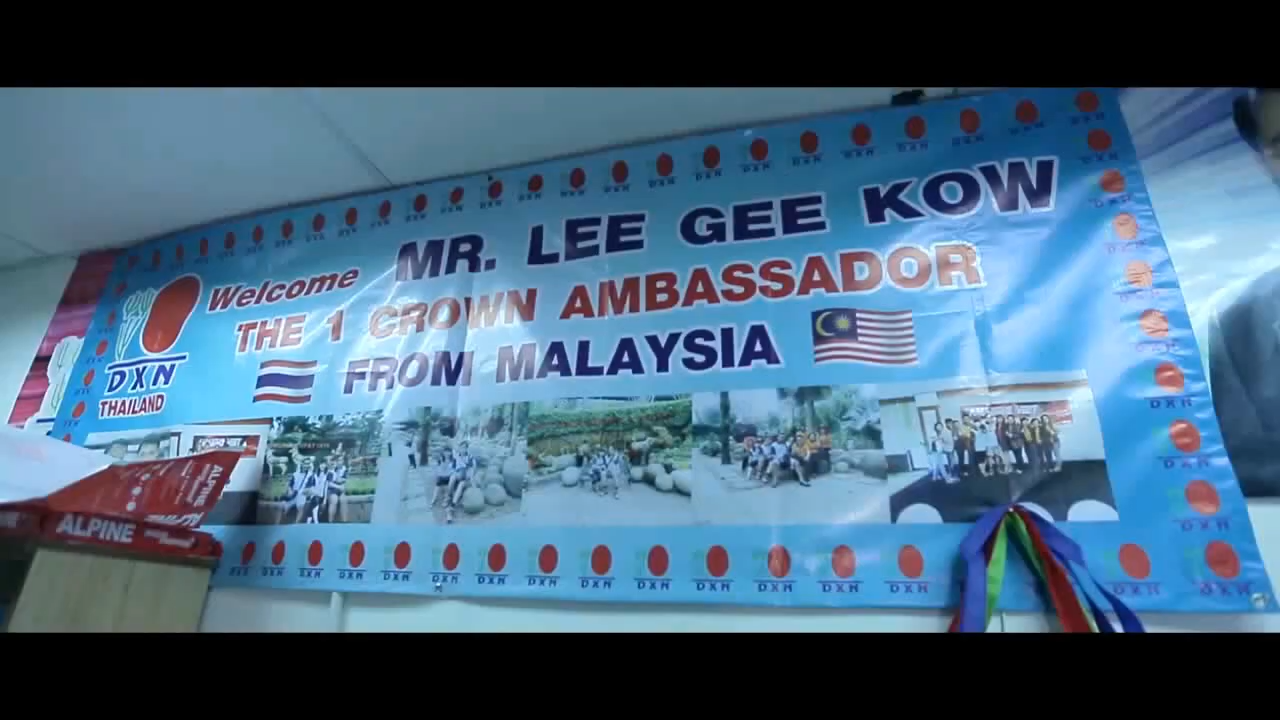 Welcome MR. LEE GEE KOW
THE 1 CROWN AMBASSADOR
FROM MALAYSIA
DXN
THAILAND
ALPINE
ALPINE